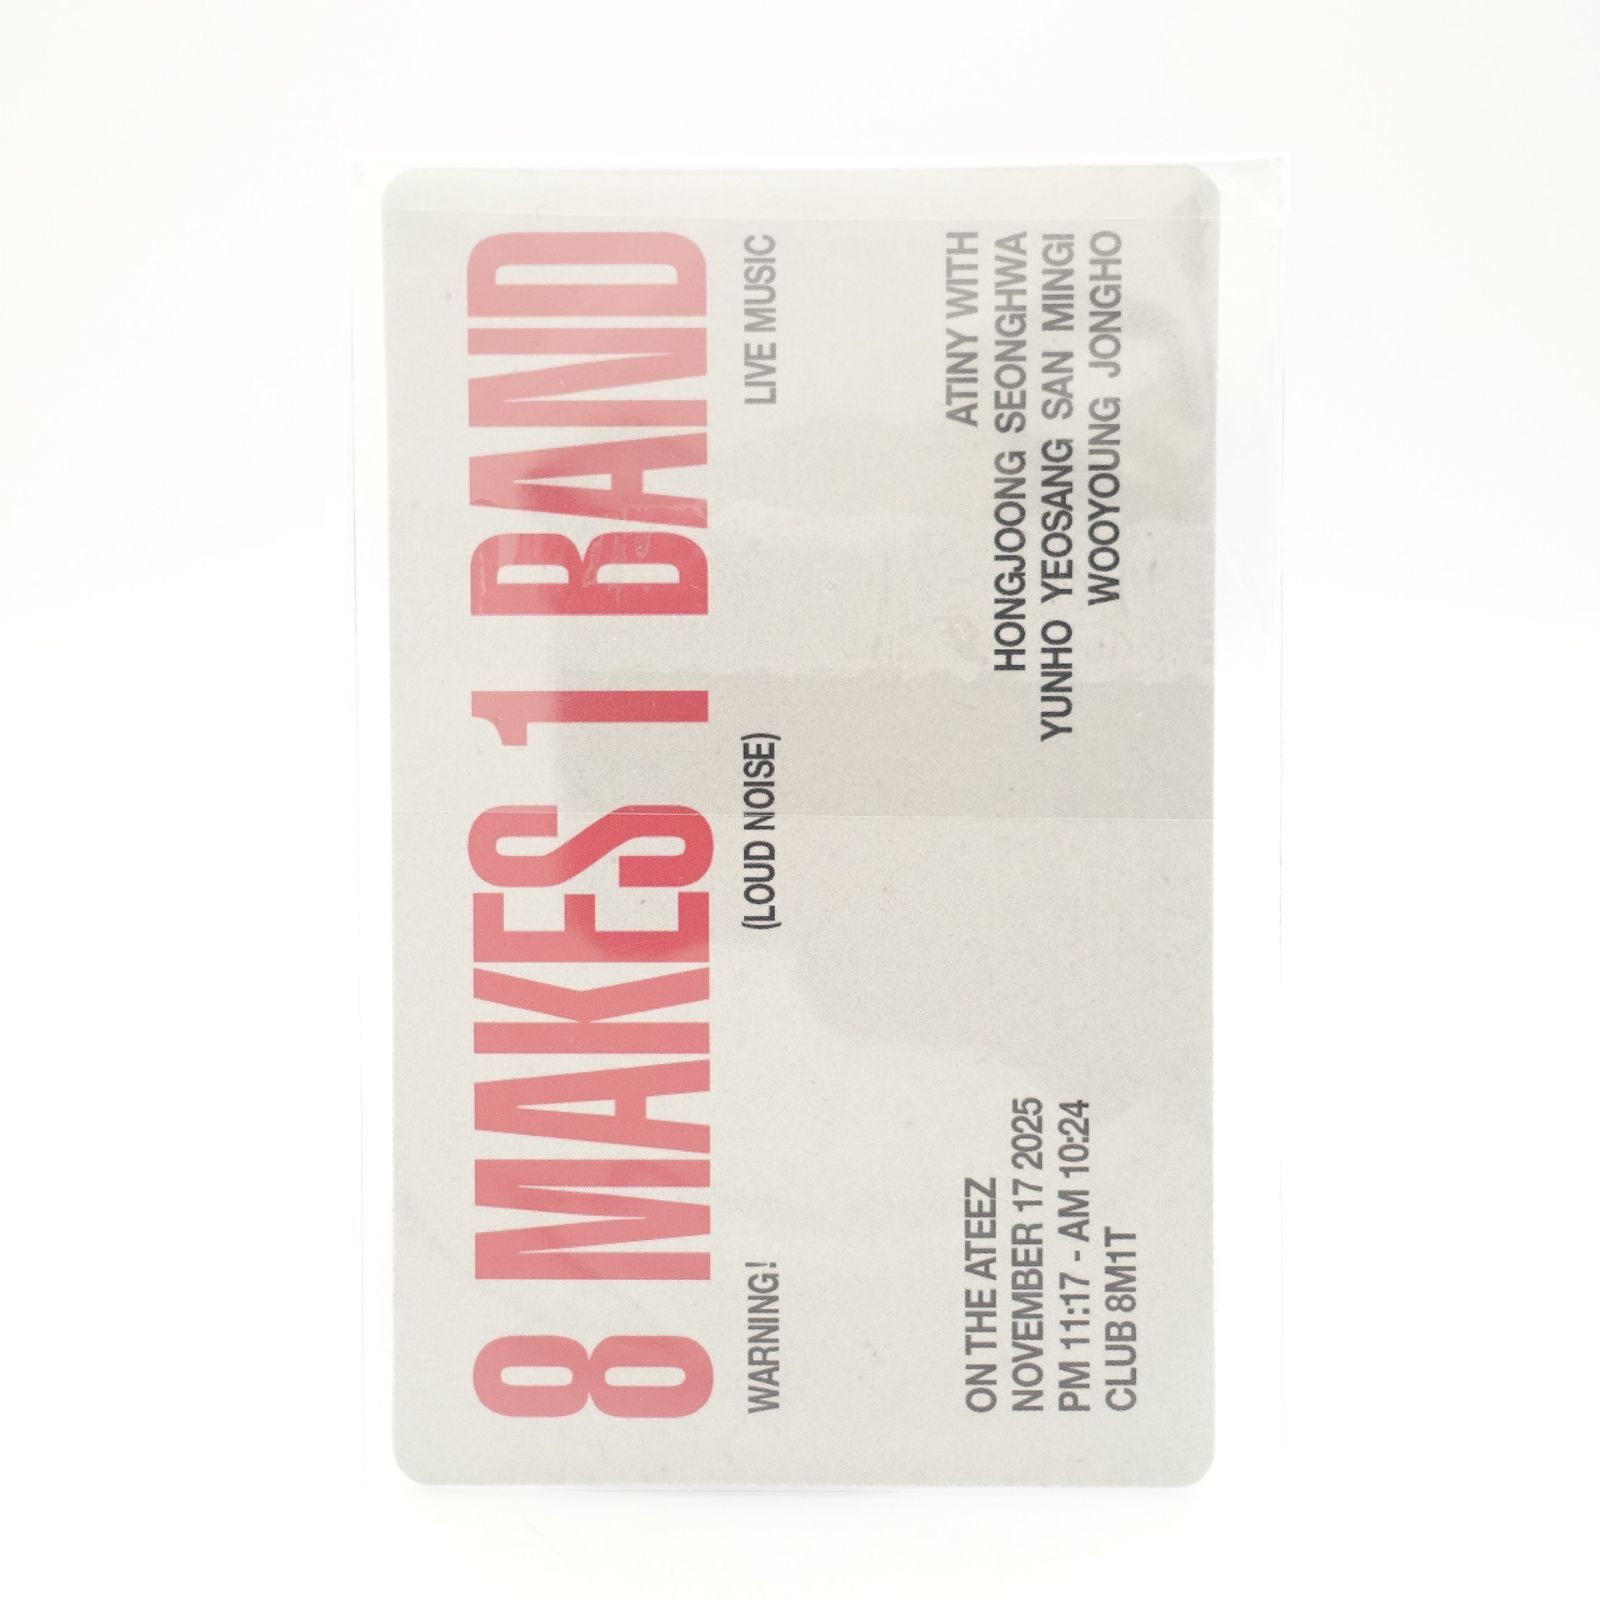 8 MAKES 1 BAND
WARNING! (LOUD NOISE) LIVE MUSIC
ON THE ATEEZ
NOVEMBER 17 2025
PM 11:17 - AM 10:24
CLUB 8M1T
ATINY WITH
HONGJOONG SEONGHWA
YUNHO YEOSANG SAN MINGI
WOOYOUNG JONGHO